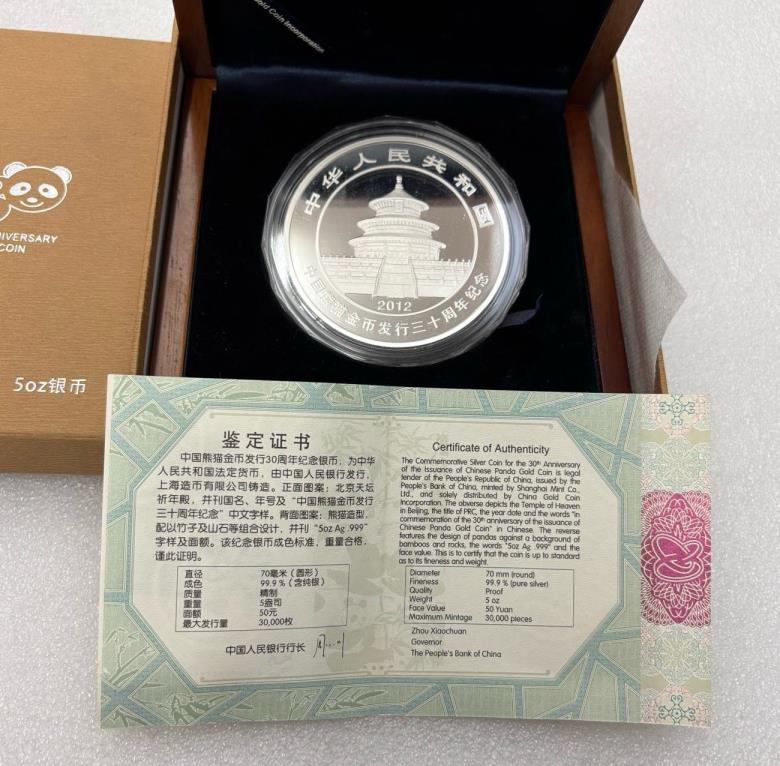 Gold Coin Incorporation
中华人民共和国
2012
中国熊猫金币发行三十周年纪念
ANNIVERSARY
COIN
5oz银币
鉴定证书
中国熊猫金币发行30周年纪念银币，为中华
人民共和国法定货币，由中国人民银行发行，
上海造币有限公司铸造。正面图案：北京天坛
祈年殿，并刊国名、年号及“中国熊猫金币发行
三十周年纪念”中文字样。背面图案：熊猫造型，
配以竹子及山石等组合设计，并刊“5oz Ag .999”
字样及面额。该纪念银币成色标准，重量合格，
谨此证明。
直径 70毫米（圆形）
成色 99.9％（含纯银）
质量 精制
重量 5盎司
面额 50元
最大发行量 30,000枚
中国人民银行行长
Certificate of Authenticity
The Commemorative Silver Coin for the 30th Anniversary
of the Issuance of Chinese Panda Gold Coin is legal
tender of the People's Republic of China, issued by the
People's Bank of China, minted by Shanghai Mint Co.,
Ltd., and solely distributed by China Gold Coin
Incorporation. The obverse depicts the Temple of Heaven
in Beijing, the title of PRC, the year date and the words "in
commemoration of the 30th anniversary of the issuance of
Chinese Panda Gold Coin" in Chinese. The reverse
features the design of pandas against a background of
bamboos and rocks, the words "5oz Ag .999" and the
face value. This is to certify that the coin is up to standard
as to its fineness and weight.
Diameter 70 mm (round)
Fineness 99.9 % (pure silver)
Quality Proof
Weight 5 oz
Face Value 50 Yuan
Maximum Mintage 30,000 pieces
Zhou Xiaochuan
Governor
The People's Bank of China